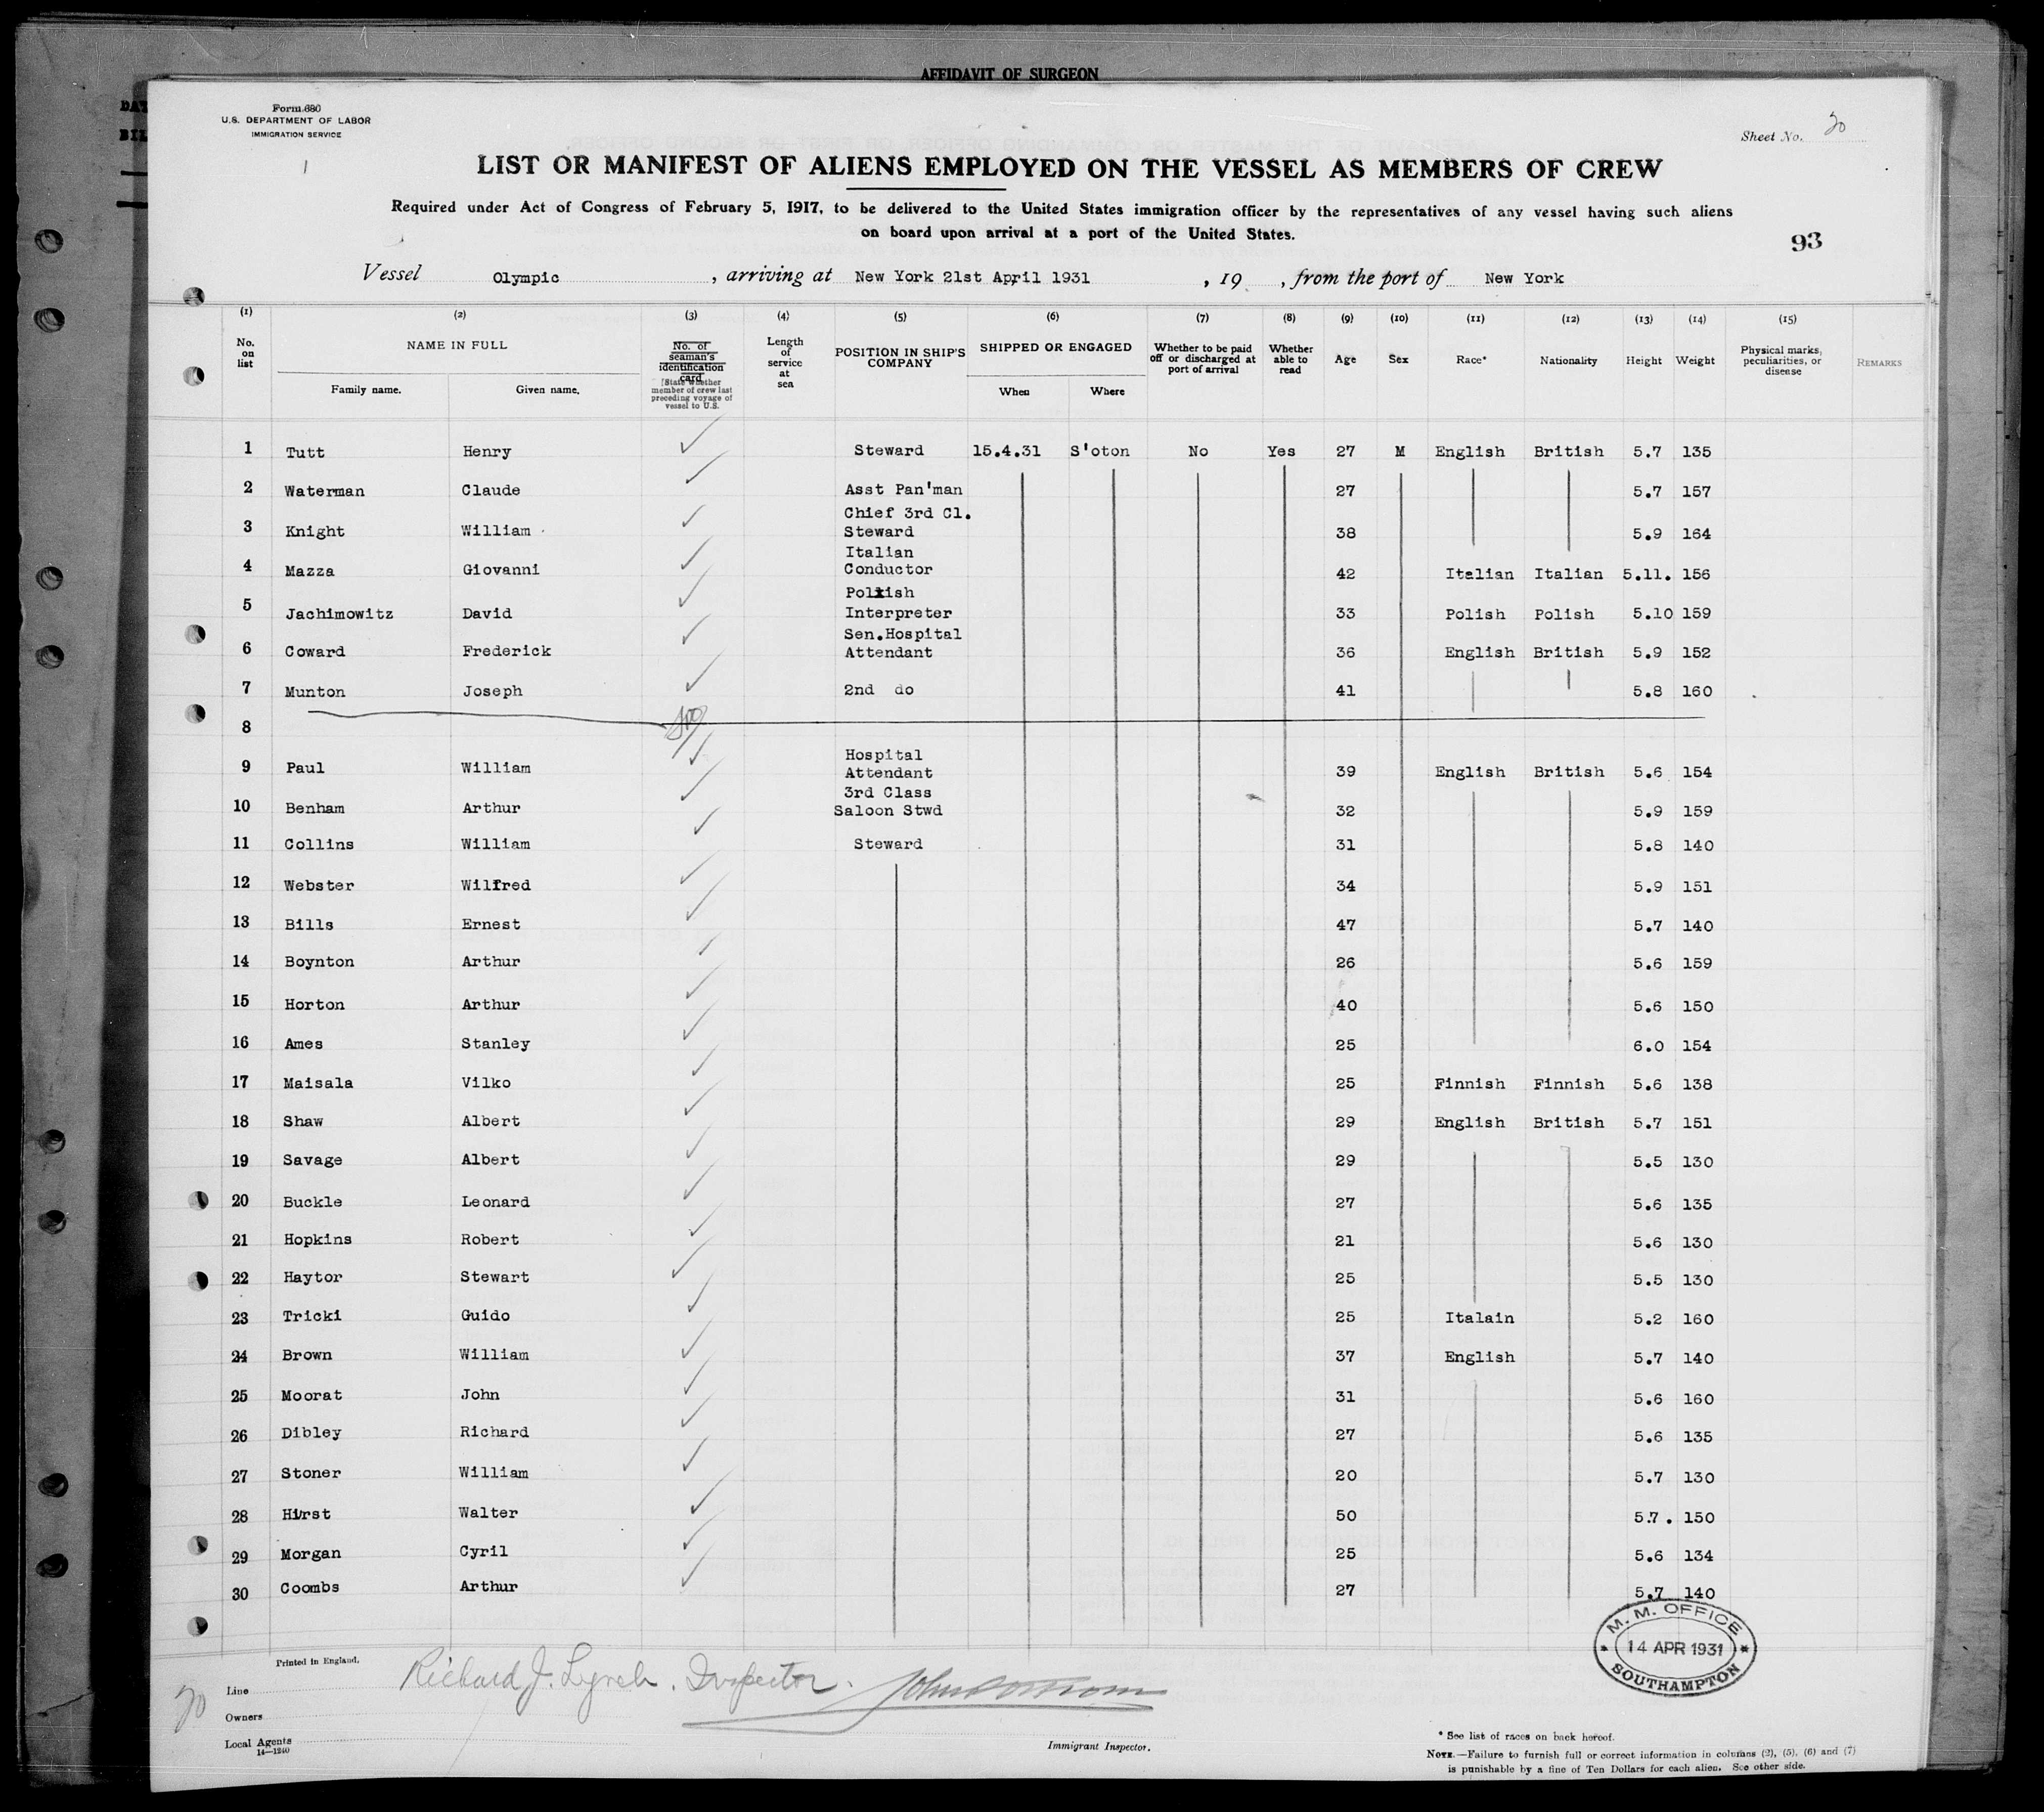 AFFIDAVIT OF SURGEON
Form 680
U.S. DEPARTMENT OF LABOR
IMMIGRATION SERVICE
Sheet No. 20
LIST OR MANIFEST OF ALIENS EMPLOYED ON THE VESSEL AS MEMBERS OF CREW
Required under Act of Congress of February 5, 1917, to be delivered to the United States immigration officer by the representatives of any vessel having such aliens
on board upon arrival at a port of the United States.
93
Vessel Olympic , arriving at New York 21st April 1931 , 19 , from the port of New York
(1) (2) (3) (4) (5) (6) (7) (8) (9) (10) (11) (12) (13) (14) (15)
No. on list NAME IN FULL Family name. Given name. No. of seaman's identification card [State whether member of crew last preceding voyage of vessel to U.S. Length of service at sea POSITION IN SHIP'S COMPANY SHIPPED OR ENGAGED When Where Whether to be paid off or discharged at port of arrival Whether able to read Age Sex Race* Nationality Height Weight Physical marks, peculiarities, or disease REMARKS
1 Tutt Henry Steward 15.4.31 S'oton No Yes 27 M English British 5.7 135
2 Waterman Claude Asst Pan'man 27 5.7 157
3 Knight William Chief 3rd Cl. Steward 38 5.9 164
4 Mazza Giovanni Italian Conductor 42 Italian Italian 5.11. 156
5 Jachimowitz David Polish Interpreter 33 Polish Polish 5.10 159
6 Coward Frederick Sen.Hospital Attendant 36 English British 5.9 152
7 Munton Joseph 2nd do 41 5.8 160
8
9 Paul William Hospital Attendant 39 English British 5.6 154
10 Benham Arthur 3rd Class Saloon Stwd 32 5.9 159
11 Collins William Steward 31 5.8 140
12 Webster Wilfred 34 5.9 151
13 Bills Ernest 47 5.7 140
14 Boynton Arthur 26 5.6 159
15 Horton Arthur 40 5.6 150
16 Ames Stanley 25 6.0 154
17 Maisala Vilko 25 Finnish Finnish 5.6 138
18 Shaw Albert 29 English British 5.7 151
19 Savage Albert 29 5.5 130
20 Buckle Leonard 27 5.6 135
21 Hopkins Robert 21 5.6 130
22 Haytor Stewart 25 5.5 130
23 Tricki Guido 25 Italain 5.2 160
24 Brown William 37 English 5.7 140
25 Moorat John 31 5.6 160
26 Dibley Richard 27 5.6 135
27 Stoner William 20 5.7 130
28 Hirst Walter 50 5.7. 150
29 Morgan Cyril 25 5.6 134
30 Coombs Arthur 27 5.7 140
M. M. OFFICE
14 APR 1931
SOUTHAMPTON
Printed in England.
Richard J. Lynch. Inspector.
20
Line
Owners
Local Agents
14—1240
Immigrant Inspector.
* See list of races on back hereof.
NOTE.—Failure to furnish full or correct information in columns (2), (5), (6) and (7)
is punishable by a fine of Ten Dollars for each alien. See other side.